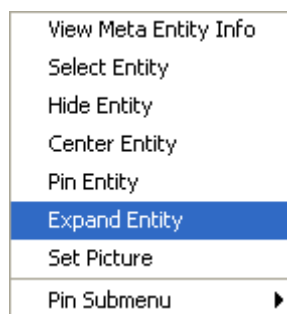 View Meta Entity Info
Select Entity
Hide Entity
Center Entity
Pin Entity
Expand Entity
Set Picture
Pin Submenu